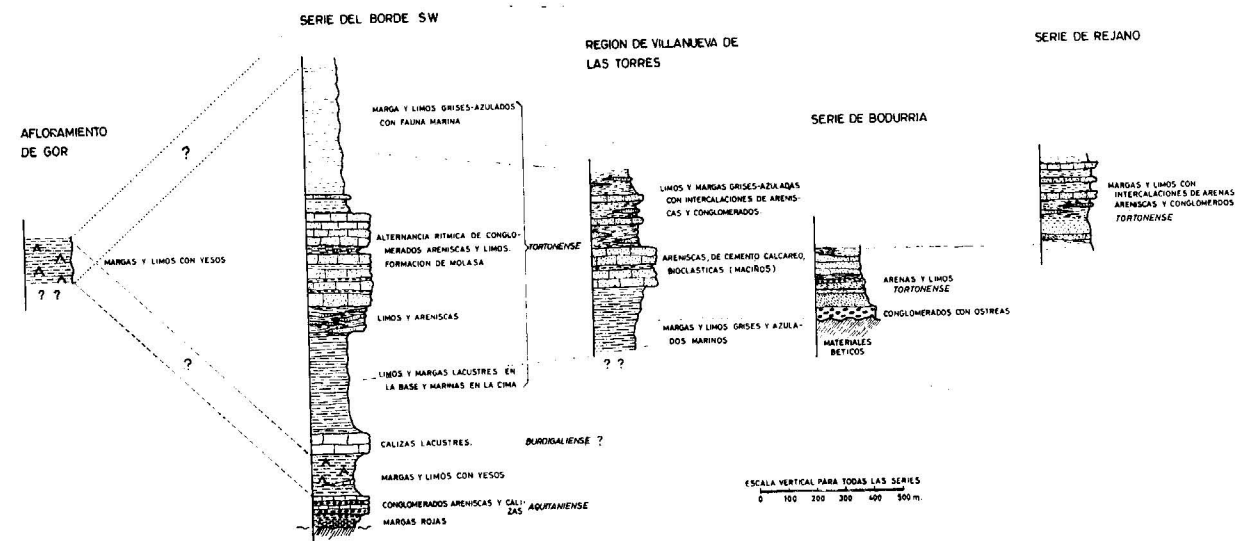 SERIE DEL BORDE SW
REGION DE VILLANUEVA DE
LAS TORRES
SERIE DE REJANO
SERIE DE BODURRIA
AFLORAMIENTO
DE GOR
MARGAS Y LIMOS CON YESOS
? ?
?
?
MARGA Y LIMOS GRISES-AZULADOS
CON FAUNA MARINA
ALTERNANCIA RITMICA DE CONGLO-
MERADOS ARENISCAS Y LIMOS.
FORMACION DE MOLASA
TORTONENSE
LIMOS Y ARENISCAS
LIMOS Y MARGAS LACUSTRES EN
LA BASE Y MARINAS EN LA CIMA
CALIZAS LACUSTRES.
BURDIGALIENSE ?
MARGAS Y LIMOS CON YESOS
CONGLOMERADOS ARENISCAS Y CALI-
ZAS AQUITANIENSE
MARGAS ROJAS
LIMOS Y MARGAS GRISES-AZULADAS
CON INTERCALACIONES DE ARENIS-
CAS Y CONGLOMERADOS.
ARENISCAS, DE CEMENTO CALCAREO,
BIOCLASTICAS (MACIÑOS)
MARGAS Y LIMOS GRISES Y AZULA-
DOS MARINOS
? ?
ARENAS Y LIMOS
TORTONENSE
CONGLOMERADOS CON OSTREAS
MATERIALES
BETICOS
MARGAS Y LIMOS CON
INTERCALACIONES DE ARENAS
ARENISCAS Y CONGLOMERDOS
TORTONENSE
ESCALA VERTICAL PARA TODAS LAS SERIES
0 100 200 300 400 500 m.